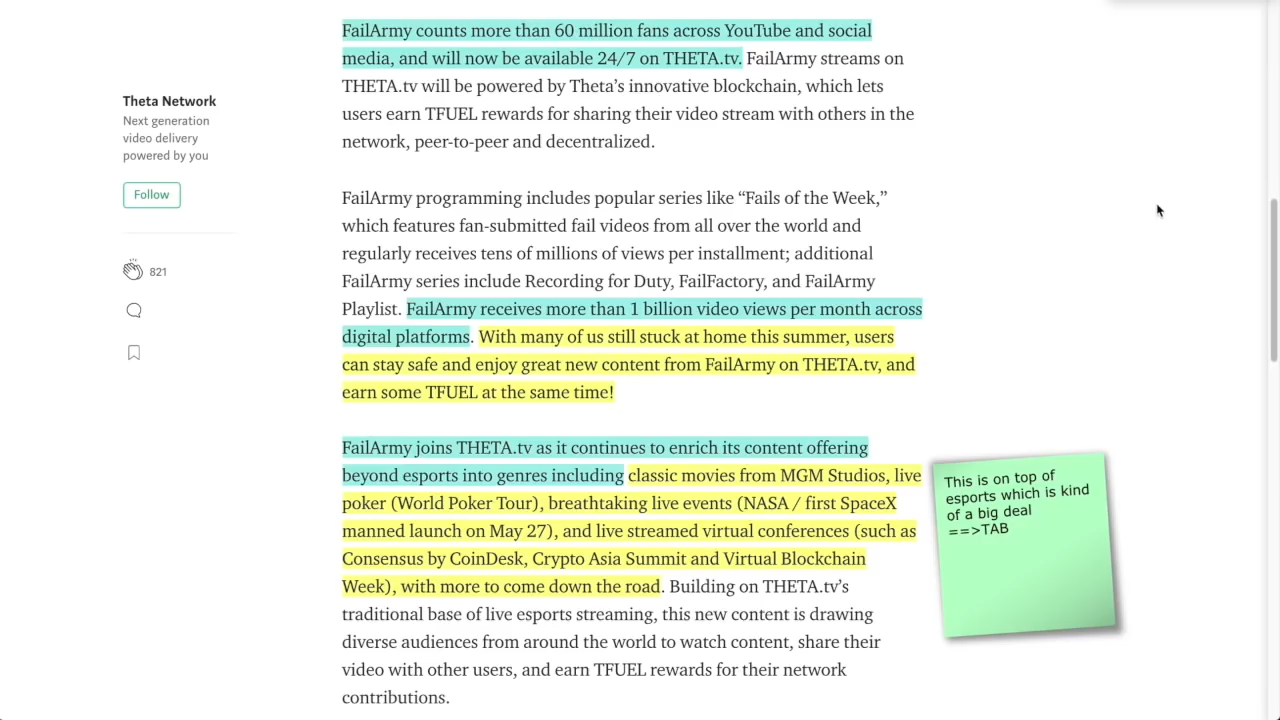 Theta Network
Next generation
video delivery
powered by you
Follow
821
FailArmy counts more than 60 million fans across YouTube and social
media, and will now be available 24/7 on THETA.tv. FailArmy streams on
THETA.tv will be powered by Theta’s innovative blockchain, which lets
users earn TFUEL rewards for sharing their video stream with others in the
network, peer-to-peer and decentralized.
FailArmy programming includes popular series like “Fails of the Week,”
which features fan-submitted fail videos from all over the world and
regularly receives tens of millions of views per installment; additional
FailArmy series include Recording for Duty, FailFactory, and FailArmy
Playlist. FailArmy receives more than 1 billion video views per month across
digital platforms. With many of us still stuck at home this summer, users
can stay safe and enjoy great new content from FailArmy on THETA.tv, and
earn some TFUEL at the same time!
FailArmy joins THETA.tv as it continues to enrich its content offering
beyond esports into genres including classic movies from MGM Studios, live
poker (World Poker Tour), breathtaking live events (NASA / first SpaceX
manned launch on May 27), and live streamed virtual conferences (such as
Consensus by CoinDesk, Crypto Asia Summit and Virtual Blockchain
Week), with more to come down the road. Building on THETA.tv’s
traditional base of live esports streaming, this new content is drawing
diverse audiences from around the world to watch content, share their
video with other users, and earn TFUEL rewards for their network
contributions.
This is on top of
esports which is kind
of a big deal
==>TAB